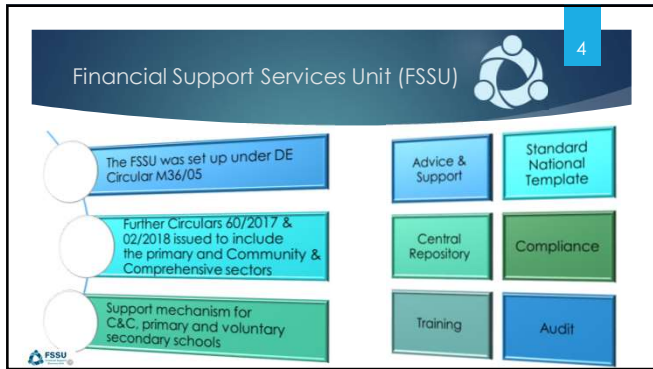 4
Financial Support Services Unit (FSSU)
The FSSU was set up under DE
Circular M36/05
Further Circulars 60/2017 &
02/2018 issued to include
the primary and Community &
Comprehensive sectors
Support mechanism for
C&C, primary and voluntary
secondary schools
Advice &
Support
Standard
National
Template
Central
Repository
Compliance
Training
Audit
FSSU